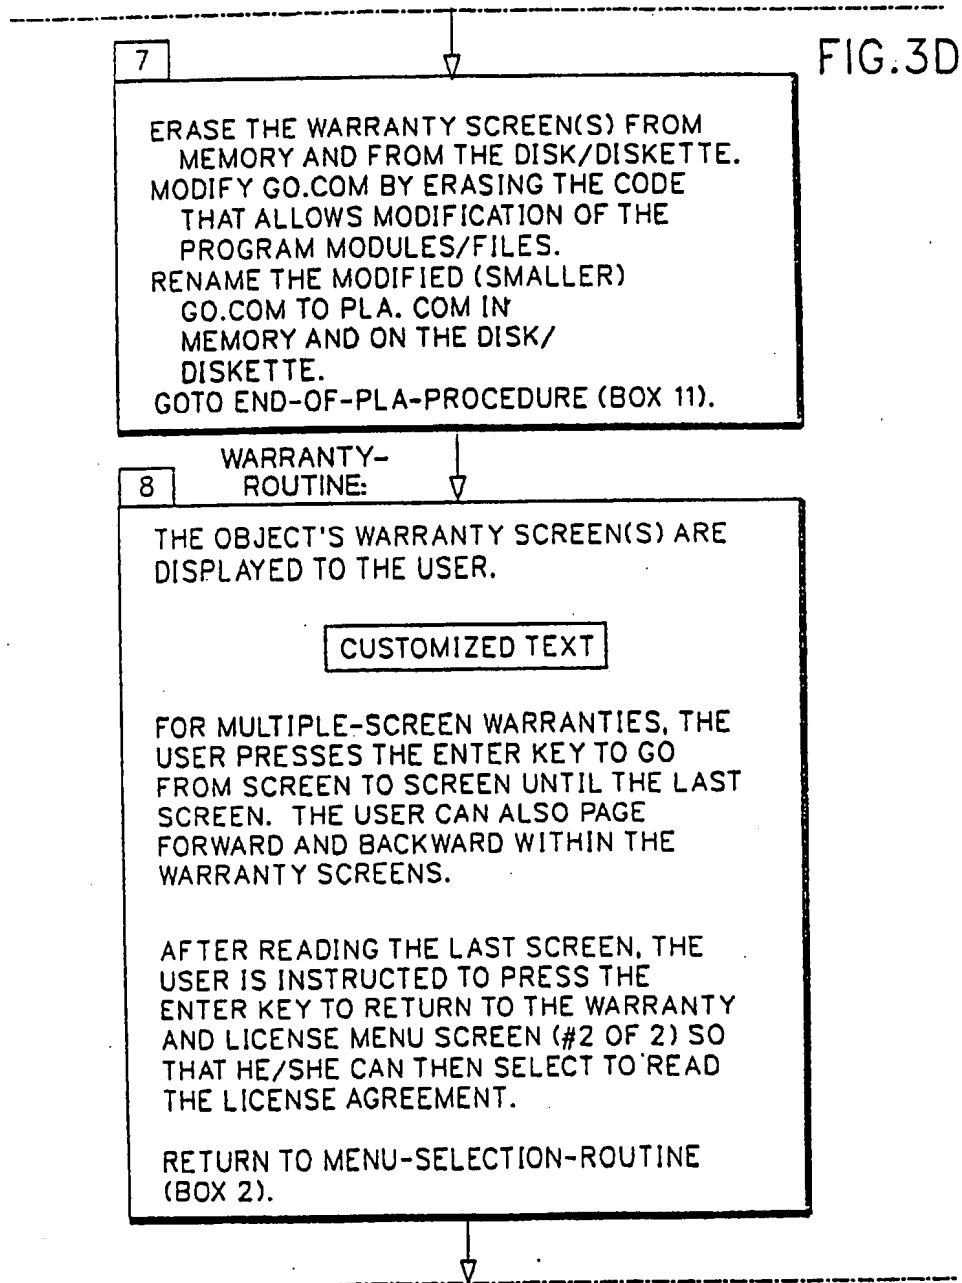 FIG.3D
7
ERASE THE WARRANTY SCREEN(S) FROM
MEMORY AND FROM THE DISK/DISKETTE.
MODIFY GO.COM BY ERASING THE CODE
THAT ALLOWS MODIFICATION OF THE
PROGRAM MODULES/FILES.
RENAME THE MODIFIED (SMALLER)
GO.COM TO PLA. COM IN
MEMORY AND ON THE DISK/
DISKETTE.
GOTO END-OF-PLA-PROCEDURE (BOX 11).
WARRANTY-
ROUTINE:
8
THE OBJECT'S WARRANTY SCREEN(S) ARE
DISPLAYED TO THE USER.
CUSTOMIZED TEXT
FOR MULTIPLE-SCREEN WARRANTIES, THE
USER PRESSES THE ENTER KEY TO GO
FROM SCREEN TO SCREEN UNTIL THE LAST
SCREEN. THE USER CAN ALSO PAGE
FORWARD AND BACKWARD WITHIN THE
WARRANTY SCREENS.
AFTER READING THE LAST SCREEN, THE
USER IS INSTRUCTED TO PRESS THE
ENTER KEY TO RETURN TO THE WARRANTY
AND LICENSE MENU SCREEN (#2 OF 2) SO
THAT HE/SHE CAN THEN SELECT TO READ
THE LICENSE AGREEMENT.
RETURN TO MENU-SELECTION-ROUTINE
(BOX 2).